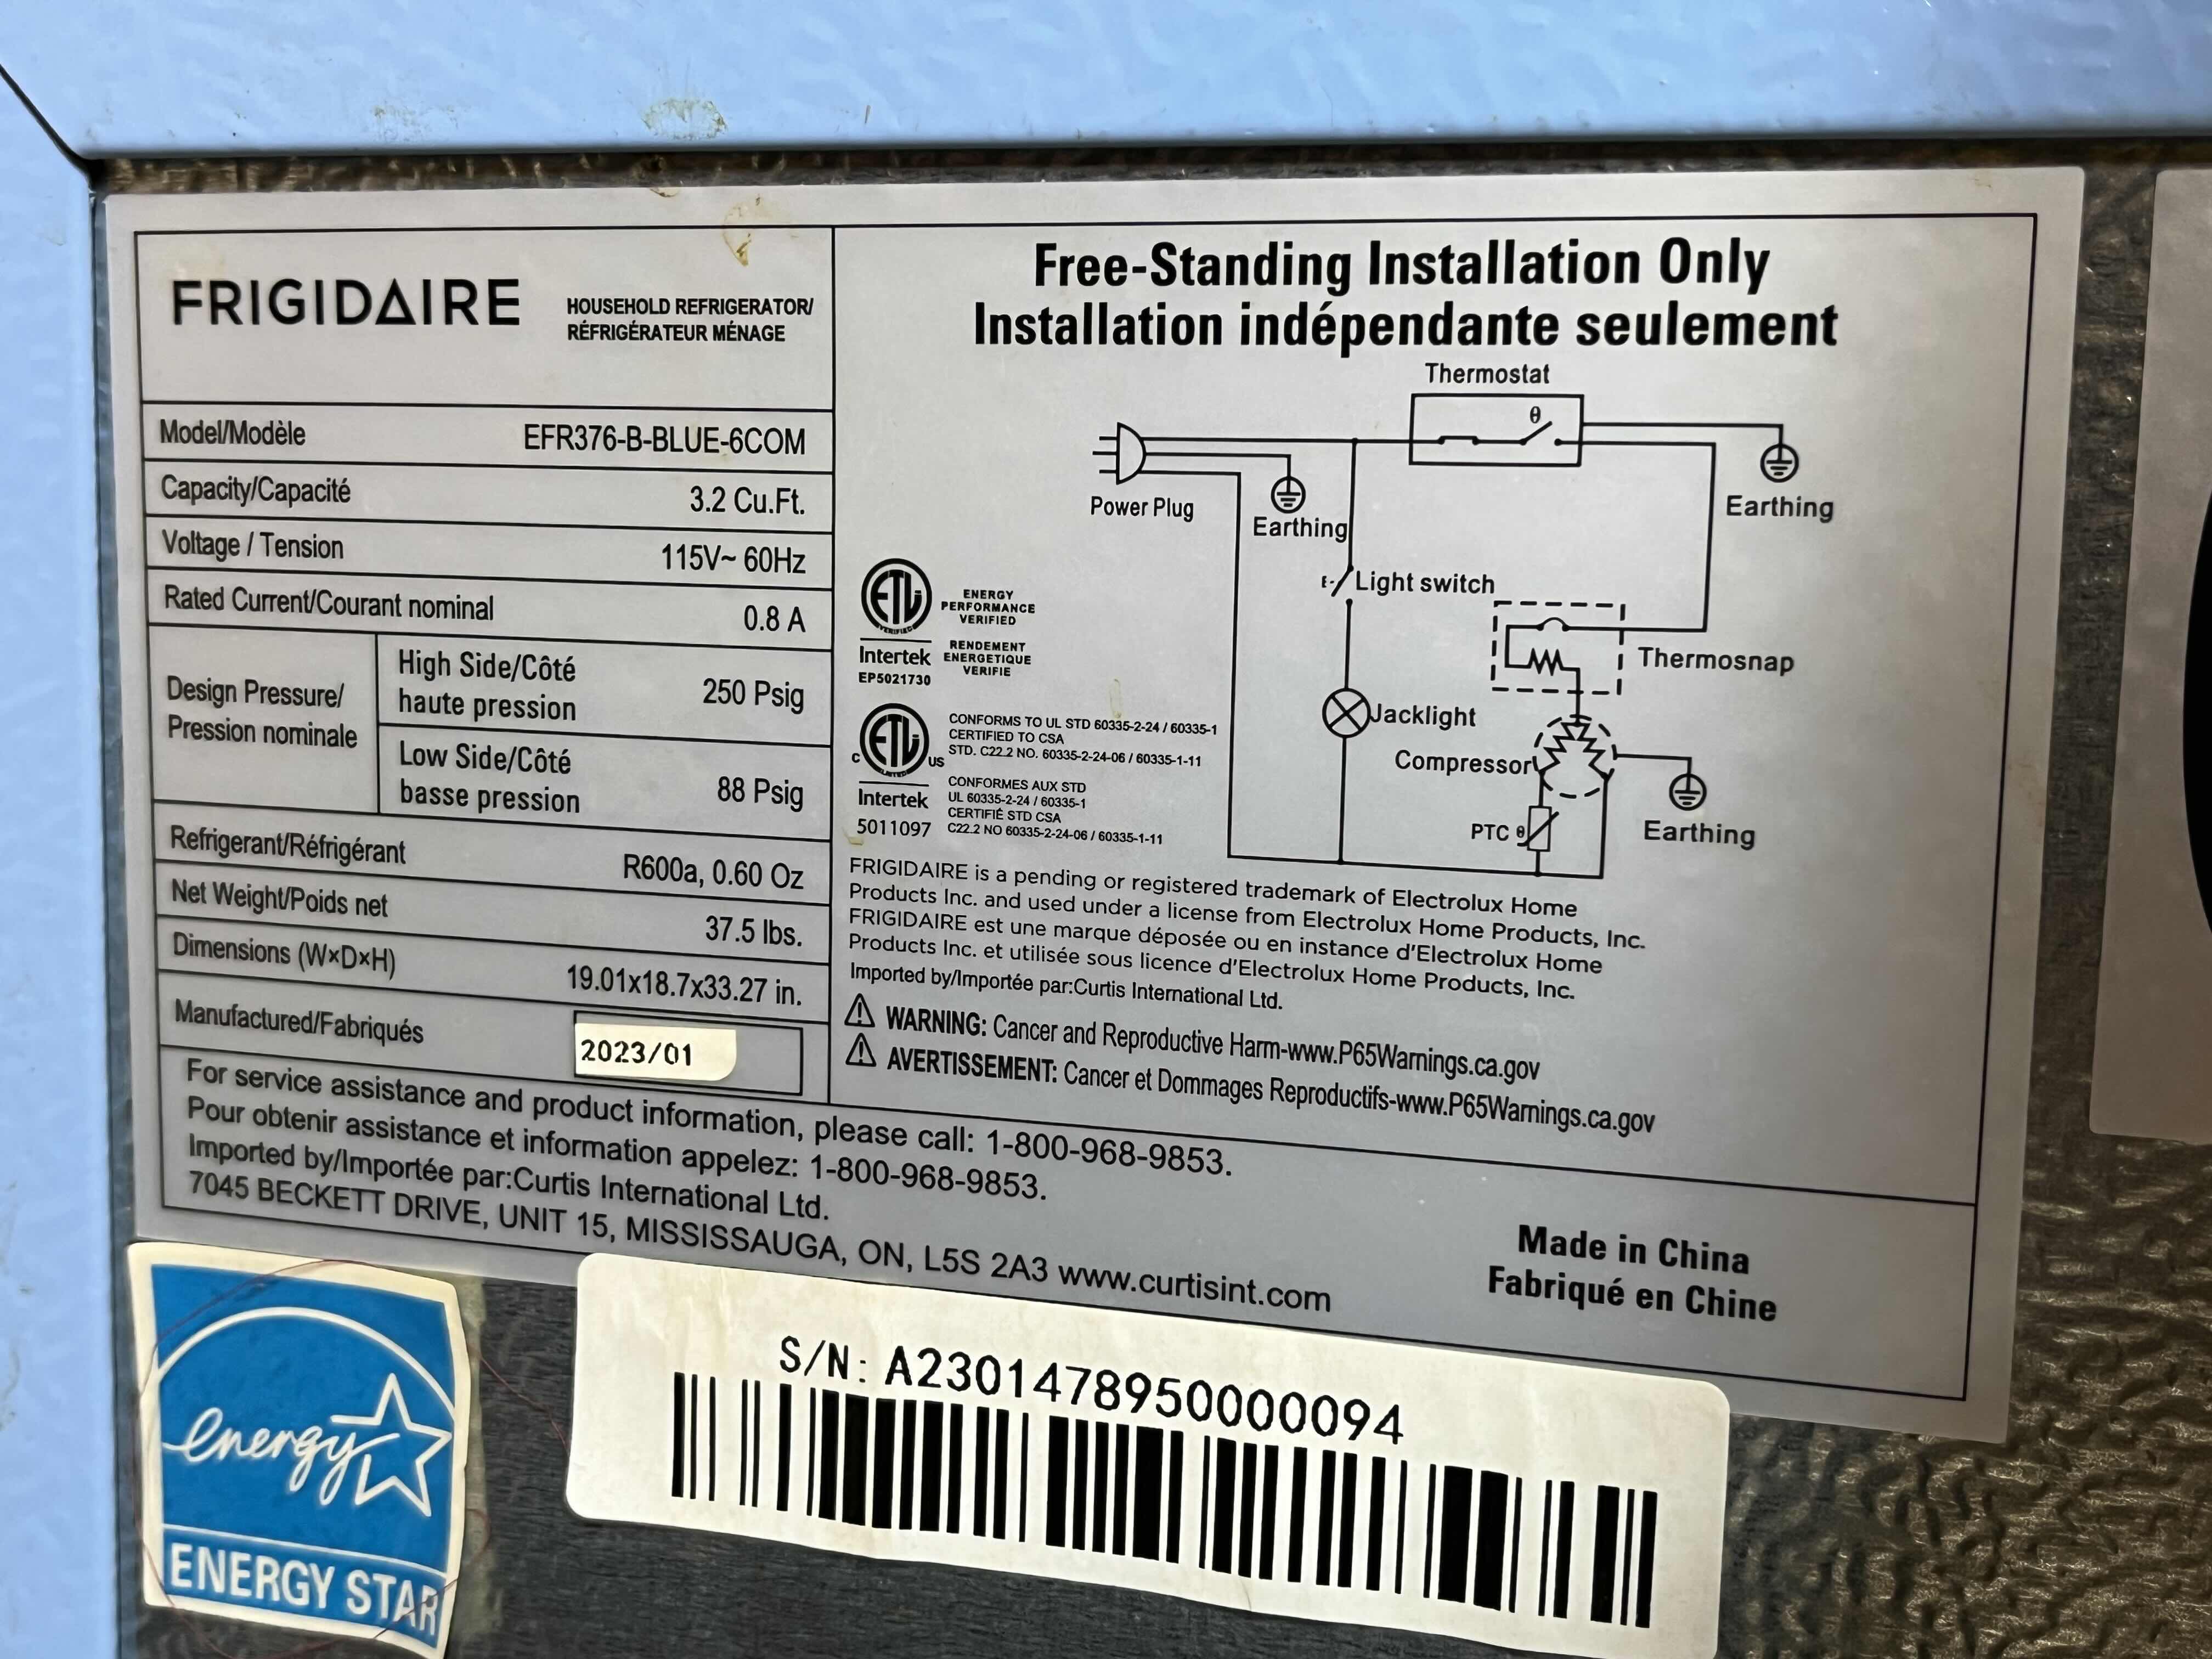 FRIGIDAIRE
HOUSEHOLD REFRIGERATOR/
RÉFRIGÉRATEUR MÉNAGE
Model/Modèle EFR376-B-BLUE-6COM
Capacity/Capacité 3.2 Cu.Ft.
Voltage / Tension 115V~ 60Hz
Rated Current/Courant nominal 0.8 A
Design Pressure/
Pression nominale
High Side/Côté
haute pression
250 Psig
Low Side/Côté
basse pression
88 Psig
Refrigerant/Réfrigérant R600a, 0.60 Oz
Net Weight/Poids net 37.5 lbs.
Dimensions (W×D×H) 19.01x18.7x33.27 in.
Manufactured/Fabriqués 2023/01
Free-Standing Installation Only
Installation indépendante seulement
Thermostat
θ
Power Plug
Earthing
Earthing
Light switch
Thermosnap
Jacklight
Compressor
PTC θ
Earthing
ETL
VERIFIED
Intertek
EP5021730
ENERGY
PERFORMANCE
VERIFIED
RENDEMENT
ENERGETIQUE
VERIFIE
C ETL US
LISTED
Intertek
5011097
CONFORMS TO UL STD 60335-2-24 / 60335-1
CERTIFIED TO CSA
STD. C22.2 NO. 60335-2-24-06 / 60335-1-11
CONFORMES AUX STD
UL 60335-2-24 / 60335-1
CERTIFIÉ STD CSA
C22.2 NO 60335-2-24-06 / 60335-1-11
FRIGIDAIRE is a pending or registered trademark of Electrolux Home
Products Inc. and used under a license from Electrolux Home Products, Inc.
FRIGIDAIRE est une marque déposée ou en instance d'Electrolux Home
Products Inc. et utilisée sous licence d'Electrolux Home Products, Inc.
Imported by/Importée par:Curtis International Ltd.
WARNING: Cancer and Reproductive Harm-www.P65Warnings.ca.gov
AVERTISSEMENT: Cancer et Dommages Reproductifs-www.P65Warnings.ca.gov
For service assistance and product information, please call: 1-800-968-9853.
Pour obtenir assistance et information appelez: 1-800-968-9853.
Imported by/Importée par:Curtis International Ltd.
7045 BECKETT DRIVE, UNIT 15, MISSISSAUGA, ON, L5S 2A3 www.curtisint.com
Made in China
Fabriqué en Chine
energy
ENERGY STAR
S/N: A2301478950000094